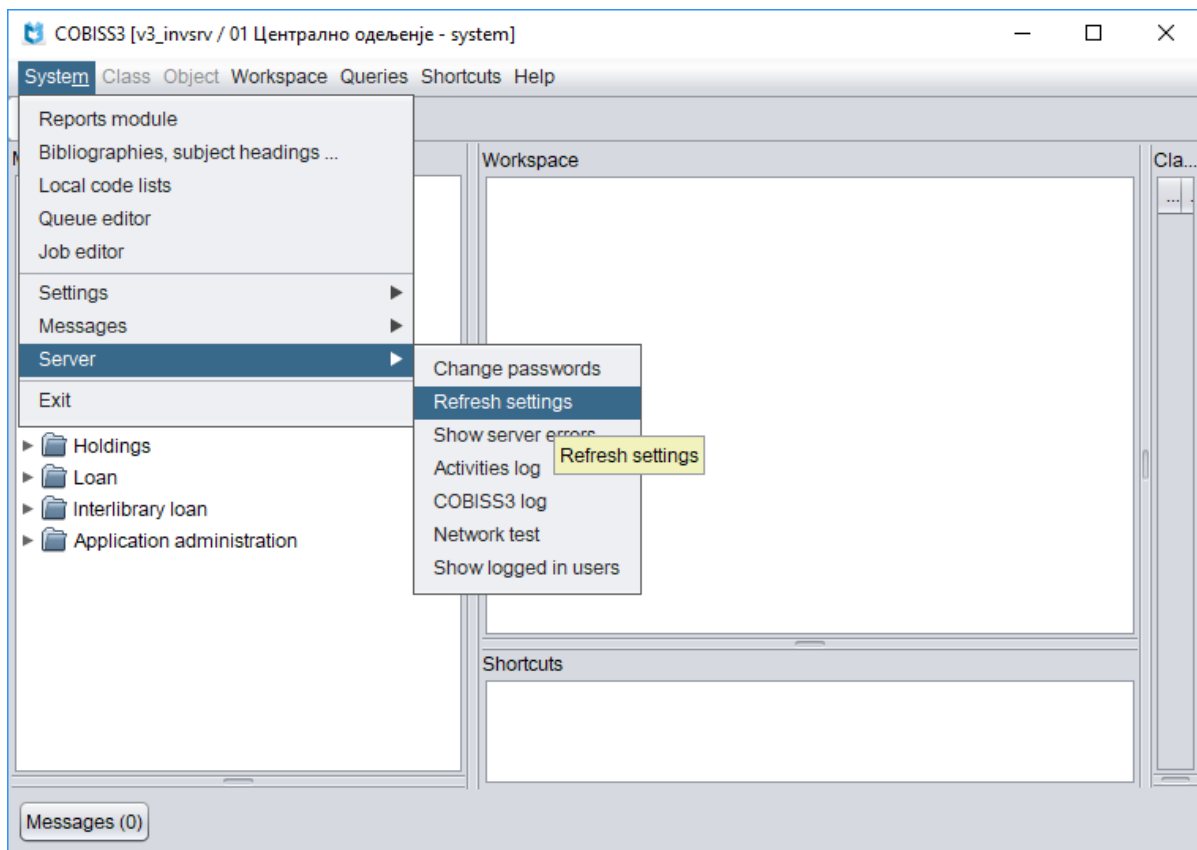 COBISS3 [v3_invsrv / 01 Централно одељенје - system]
System Class Object Workspace Queries Shortcuts Help
Reports module
Bibliographies, subject headings ...
Local code lists
Queue editor
Job editor
Settings
Messages
Server
Exit
Change passwords
Refresh settings
Show server errors
Activities log
COBISS3 log
Network test
Show logged in users
Refresh settings
Holdings
Loan
Interlibrary loan
Application administration
Workspace
Cla...
...
Shortcuts
Messages (0)